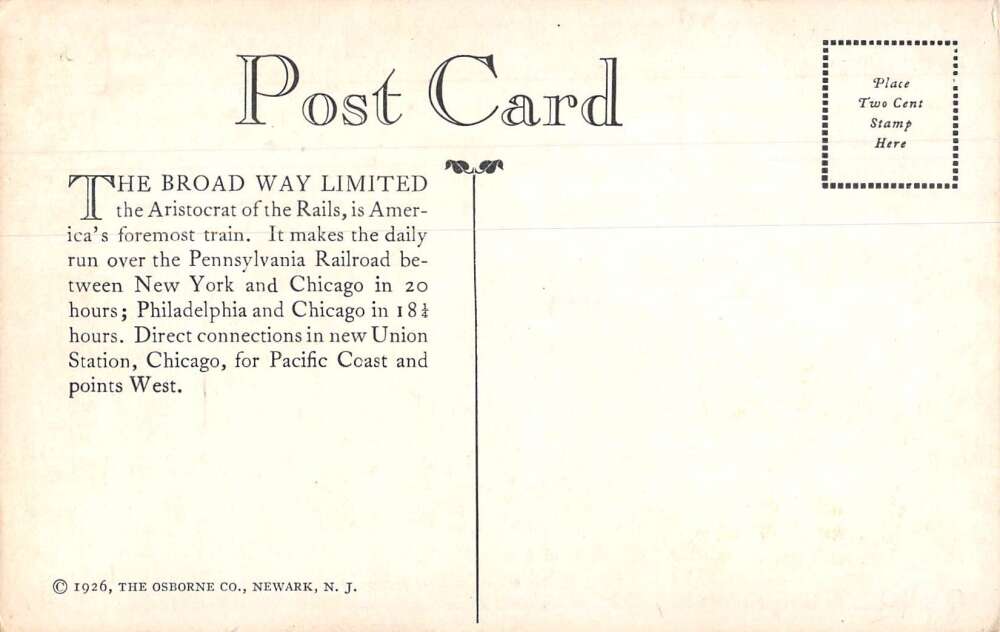 Post Card
Place
Two Cent
Stamp
Here
THE BROAD WAY LIMITED
the Aristocrat of the Rails, is Amer-
ica's foremost train. It makes the daily
run over the Pennsylvania Railroad be-
tween New York and Chicago in 20
hours; Philadelphia and Chicago in 18¼
hours. Direct connections in new Union
Station, Chicago, for Pacific Coast and
points West.
© 1926, THE OSBORNE CO., NEWARK, N. J.